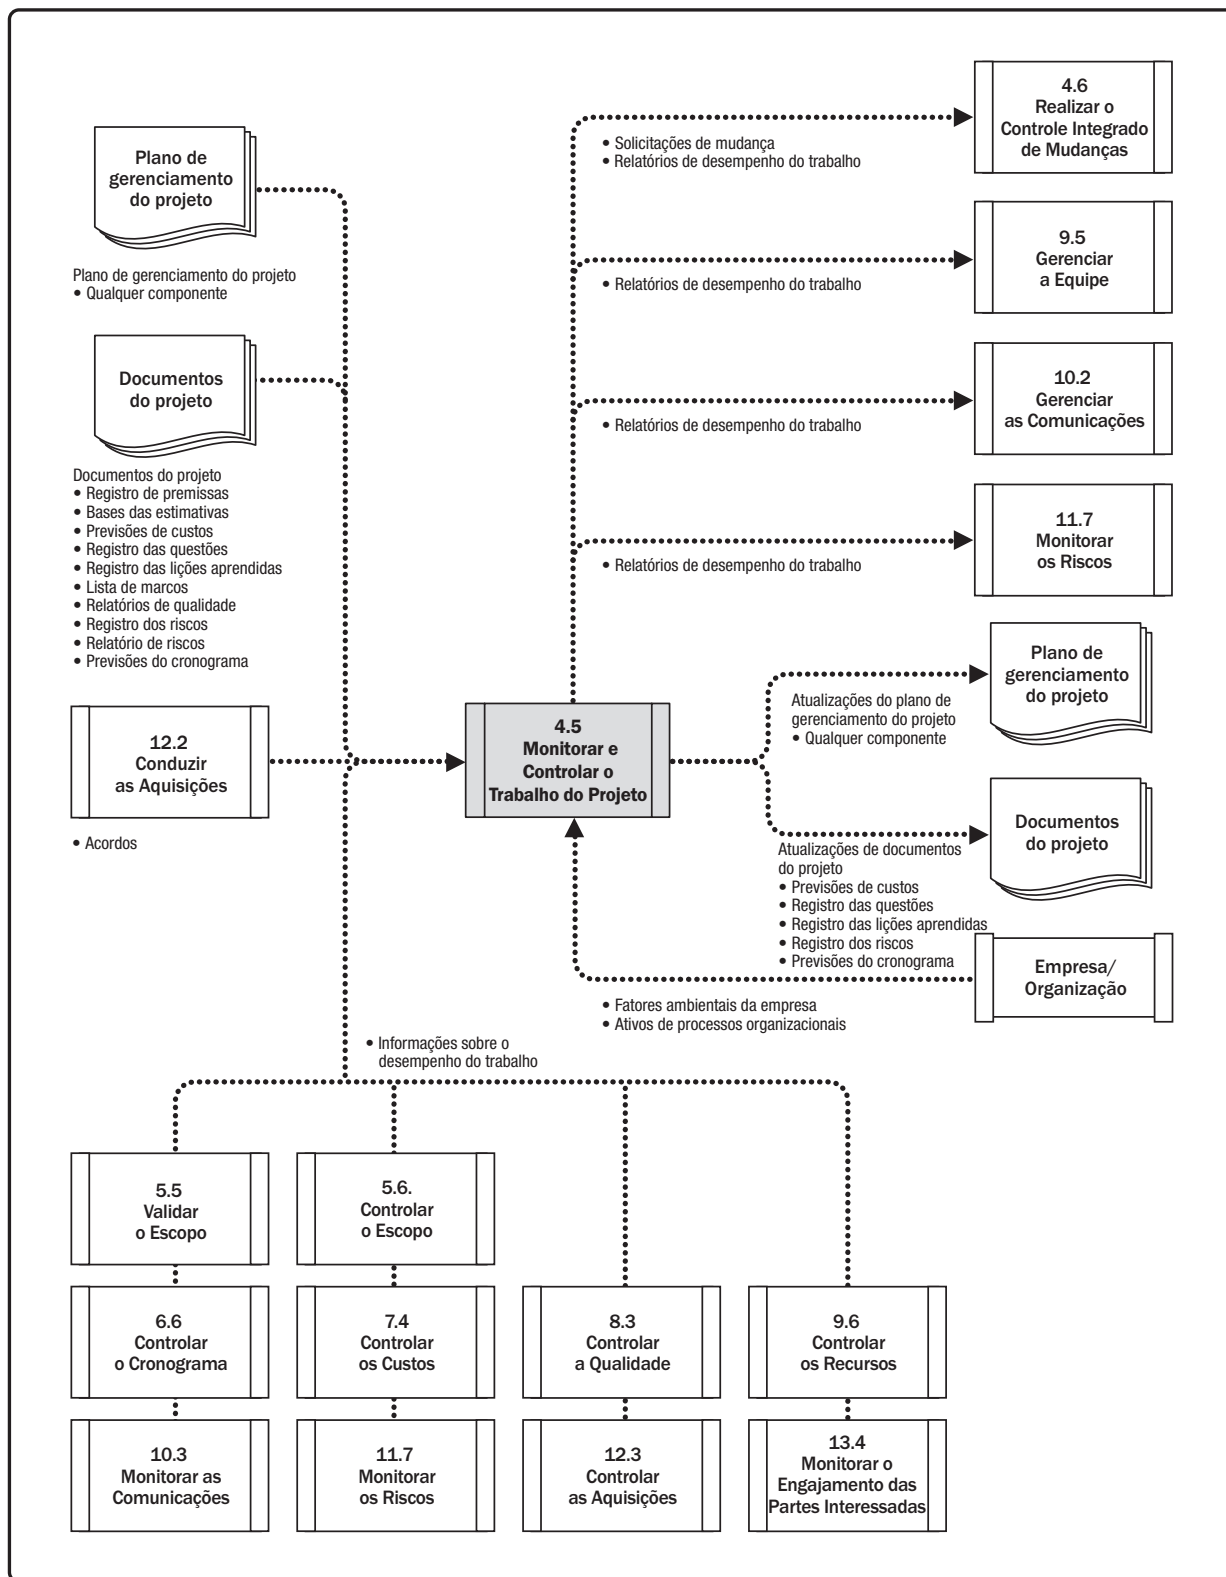 Plano de
gerenciamento
do projeto
Plano de gerenciamento do projeto
• Qualquer componente
Documentos
do projeto
Documentos do projeto
• Registro de premissas
• Bases das estimativas
• Previsões de custos
• Registro das questões
• Registro das lições aprendidas
• Lista de marcos
• Relatórios de qualidade
• Registro dos riscos
• Relatório de riscos
• Previsões do cronograma
12.2
Conduzir
as Aquisições
• Acordos
4.5
Monitorar e
Controlar o
Trabalho do Projeto
• Solicitações de mudança
• Relatórios de desempenho do trabalho
4.6
Realizar o
Controle Integrado
de Mudanças
• Relatórios de desempenho do trabalho
9.5
Gerenciar
a Equipe
• Relatórios de desempenho do trabalho
10.2
Gerenciar
as Comunicações
• Relatórios de desempenho do trabalho
11.7
Monitorar
os Riscos
Atualizações do plano de
gerenciamento do projeto
• Qualquer componente
Plano de
gerenciamento
do projeto
Atualizações de documentos
do projeto
• Previsões de custos
• Registro das questões
• Registro das lições aprendidas
• Registro dos riscos
• Previsões do cronograma
Documentos
do projeto
Empresa/
Organização
• Fatores ambientais da empresa
• Ativos de processos organizacionais
• Informações sobre o
desempenho do trabalho
5.5
Validar
o Escopo
5.6.
Controlar
o Escopo
6.6
Controlar
o Cronograma
7.4
Controlar
os Custos
8.3
Controlar
a Qualidade
9.6
Controlar
os Recursos
10.3
Monitorar as
Comunicações
11.7
Monitorar
os Riscos
12.3
Controlar
as Aquisições
13.4
Monitorar o
Engajamento das
Partes Interessadas